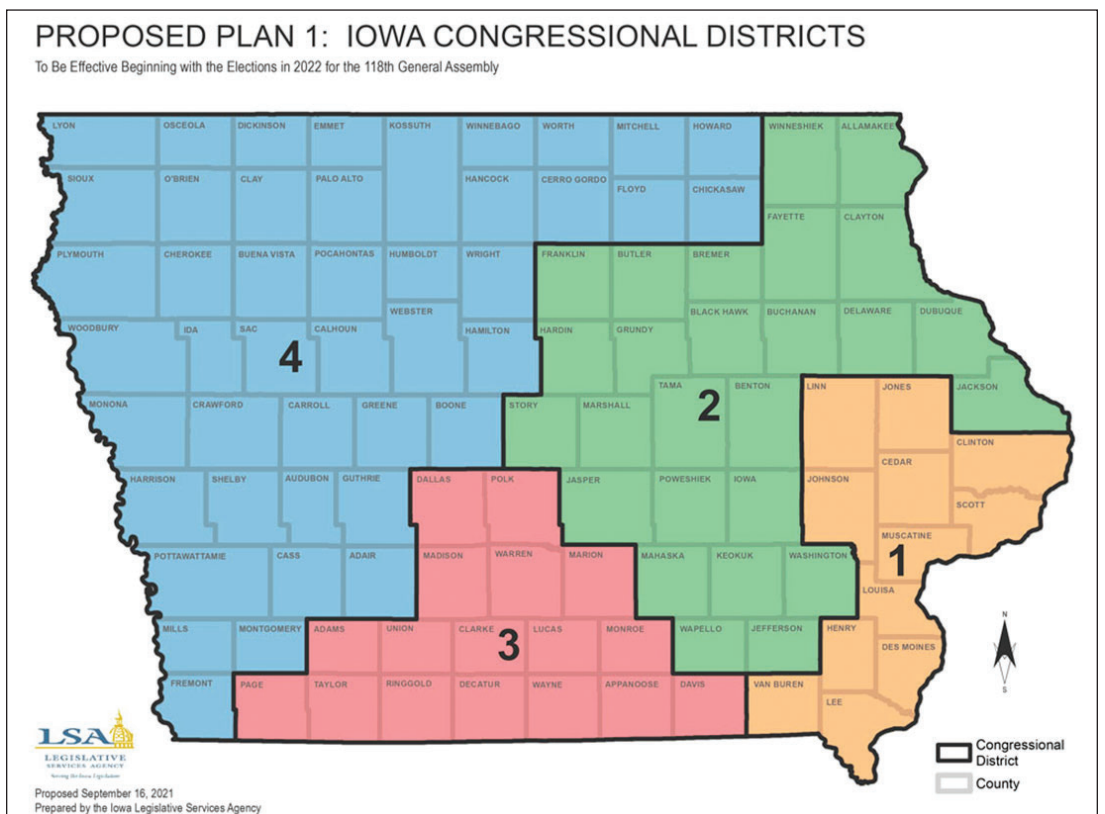 PROPOSED PLAN 1: IOWA CONGRESSIONAL DISTRICTS
To Be Effective Beginning with the Elections in 2022 for the 118th General Assembly
LYON OSCEOLA DICKINSON EMMET KOSSUTH WINNEBAGO WORTH MITCHELL HOWARD WINNESHIEK ALLAMAKEE
SIOUX O'BRIEN CLAY PALO ALTO HANCOCK CERRO GORDO FLOYD CHICKASAW
FAYETTE CLAYTON
PLYMOUTH CHEROKEE BUENA VISTA POCAHONTAS HUMBOLDT WRIGHT FRANKLIN BUTLER BREMER
WEBSTER BLACK HAWK BUCHANAN DELAWARE DUBUQUE
WOODBURY IDA SAC CALHOUN HAMILTON HARDIN GRUNDY
4
TAMA BENTON LINN JONES JACKSON
2
MONONA CRAWFORD CARROLL GREENE BOONE STORY MARSHALL
CLINTON
CEDAR
HARRISON SHELBY AUDUBON GUTHRIE DALLAS POLK JASPER POWESHIEK IOWA JOHNSON
SCOTT
MUSCATINE
POTTAWATTAMIE CASS ADAIR MADISON WARREN MARION MAHASKA KEOKUK WASHINGTON
1
LOUISA
MILLS MONTGOMERY ADAMS UNION CLARKE LUCAS MONROE WAPELLO JEFFERSON HENRY
3
DES MOINES
FREMONT PAGE TAYLOR RINGGOLD DECATUR WAYNE APPANOOSE DAVIS VAN BUREN
LEE
N
S
LSA
LEGISLATIVE
SERVICES AGENCY
Serving the Iowa Legislature
Congressional
District
County
Proposed September 16, 2021
Prepared by the Iowa Legislative Services Agency